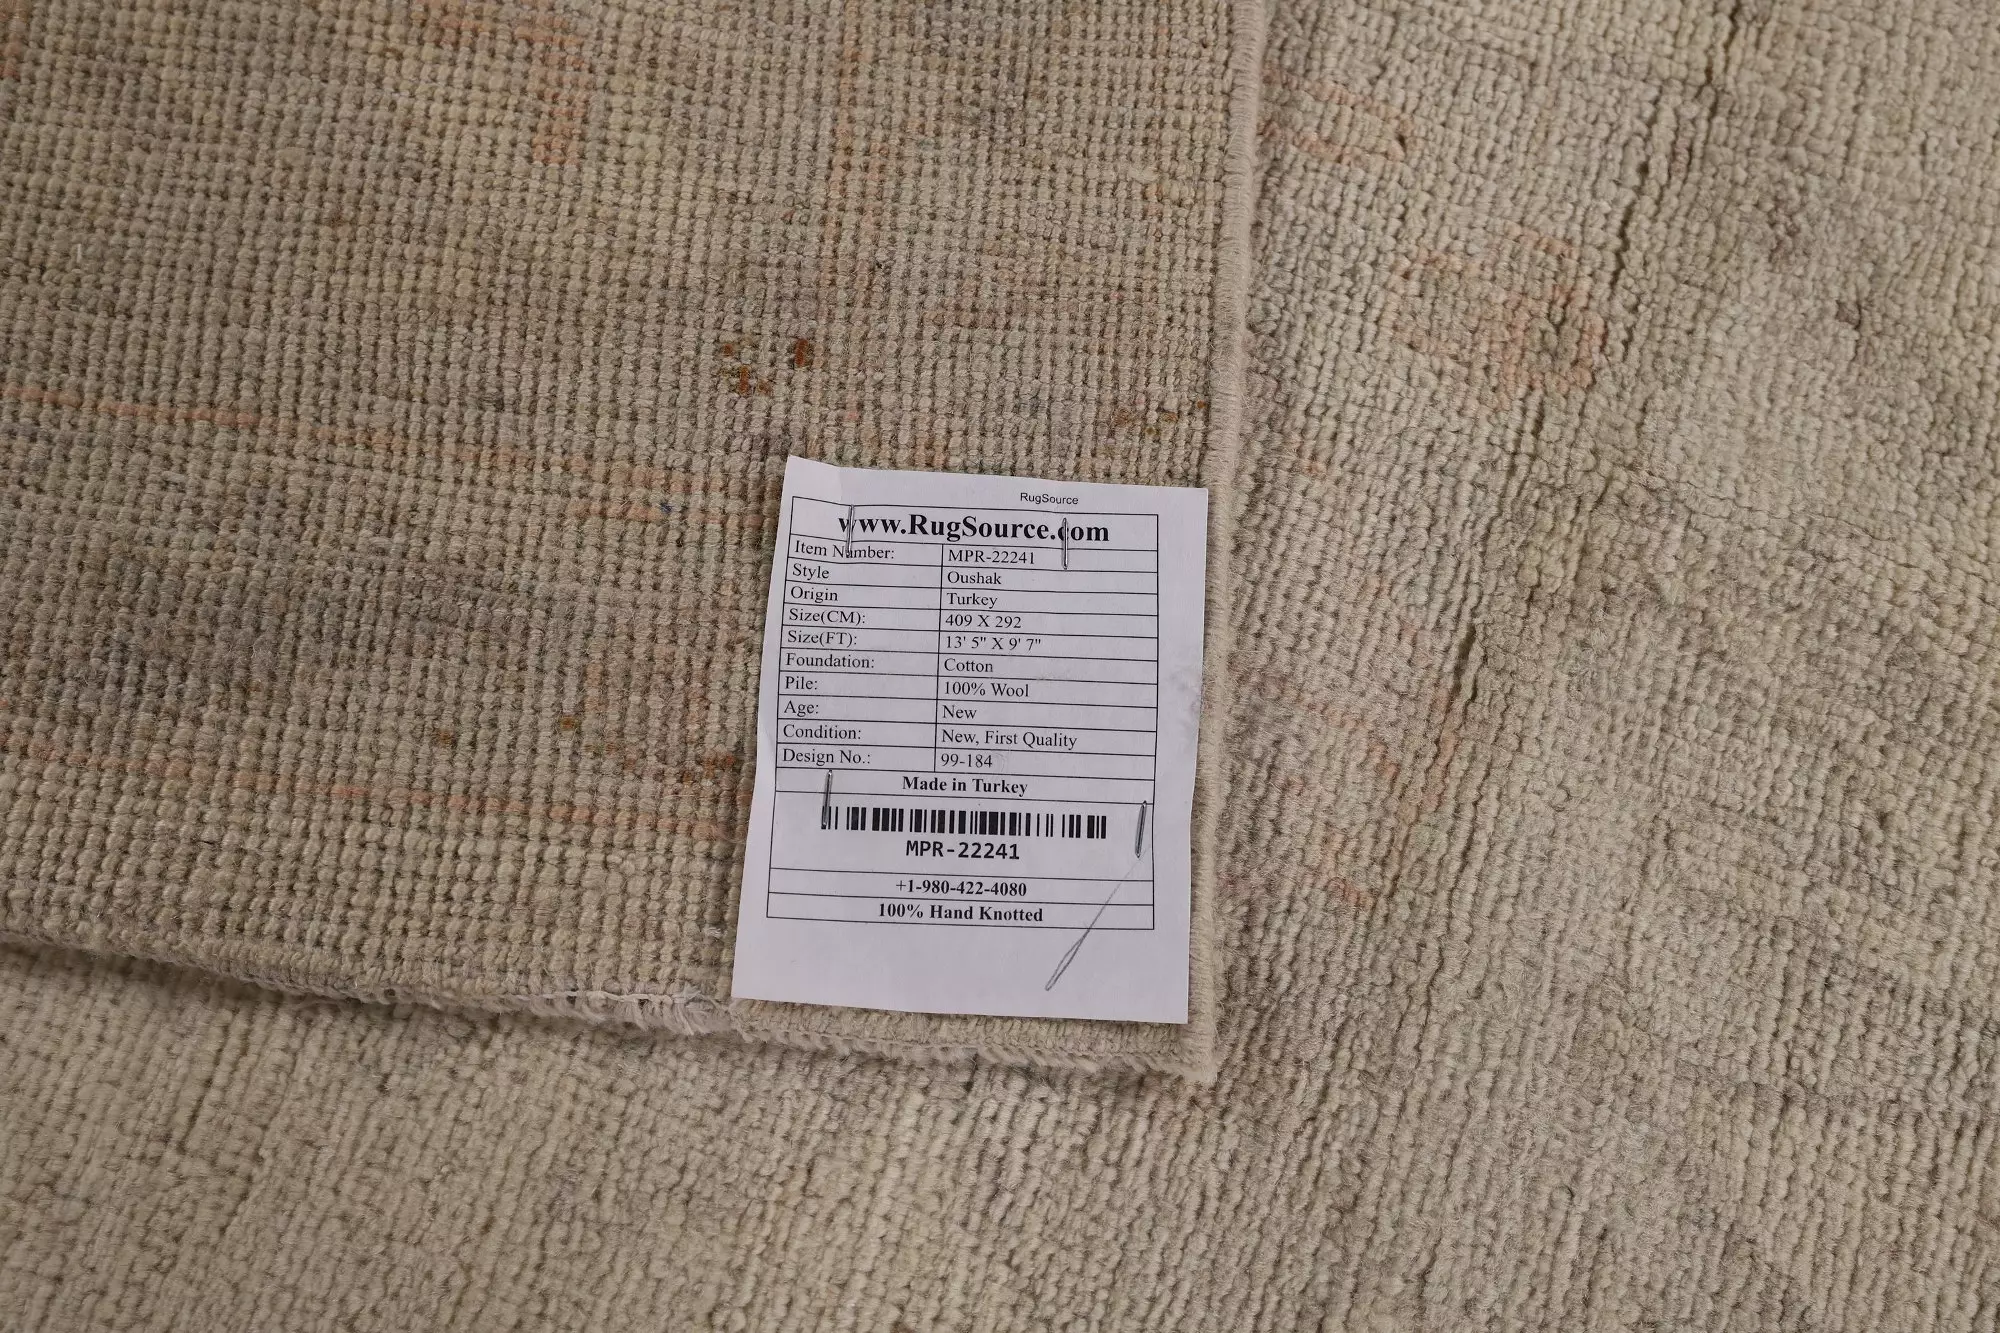 RugSource
www.RugSource.com
Item Number: MPR-22241
Style Oushak
Origin Turkey
Size(CM): 409 X 292
Size(FT): 13' 5" X 9' 7"
Foundation: Cotton
Pile: 100% Wool
Age: New
Condition: New, First Quality
Design No.: 99-184
Made in Turkey
MPR-22241
+1-980-422-4080
100% Hand Knotted